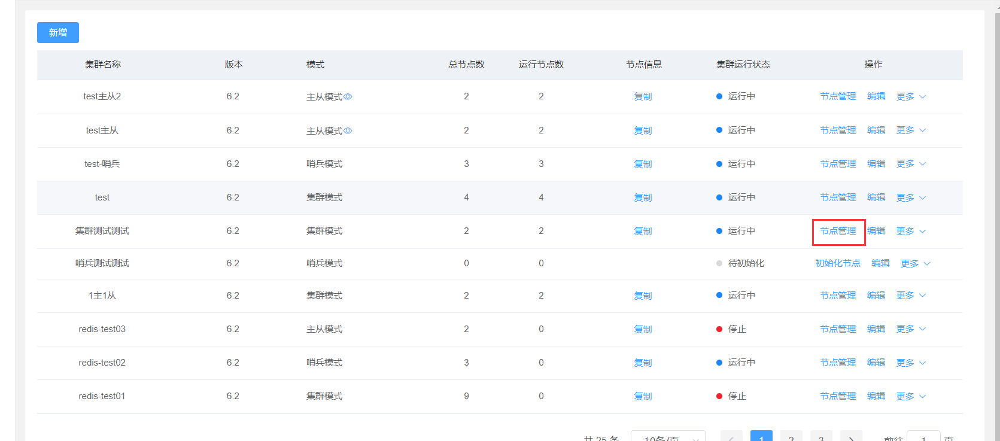 新增
集群名称 版本 模式 总节点数 运行节点数 节点信息 集群运行状态 操作
test主从2 6.2 主从模式 2 2 复制 运行中 节点管理 编辑 更多
test主从 6.2 主从模式 2 2 复制 运行中 节点管理 编辑 更多
test-哨兵 6.2 哨兵模式 3 3 复制 运行中 节点管理 编辑 更多
test 6.2 集群模式 4 4 复制 运行中 节点管理 编辑 更多
集群测试测试 6.2 集群模式 2 2 复制 运行中 节点管理 编辑 更多
哨兵测试测试 6.2 哨兵模式 0 0 待初始化 初始化节点 编辑 更多
1主1从 6.2 集群模式 2 2 复制 运行中 节点管理 编辑 更多
redis-test03 6.2 主从模式 2 0 复制 停止 节点管理 编辑 更多
redis-test02 6.2 哨兵模式 3 0 复制 运行中 节点管理 编辑 更多
redis-test01 6.2 集群模式 9 0 复制 停止 节点管理 编辑 更多
共 25 条 10条/页 1 2 3 前往 1 页